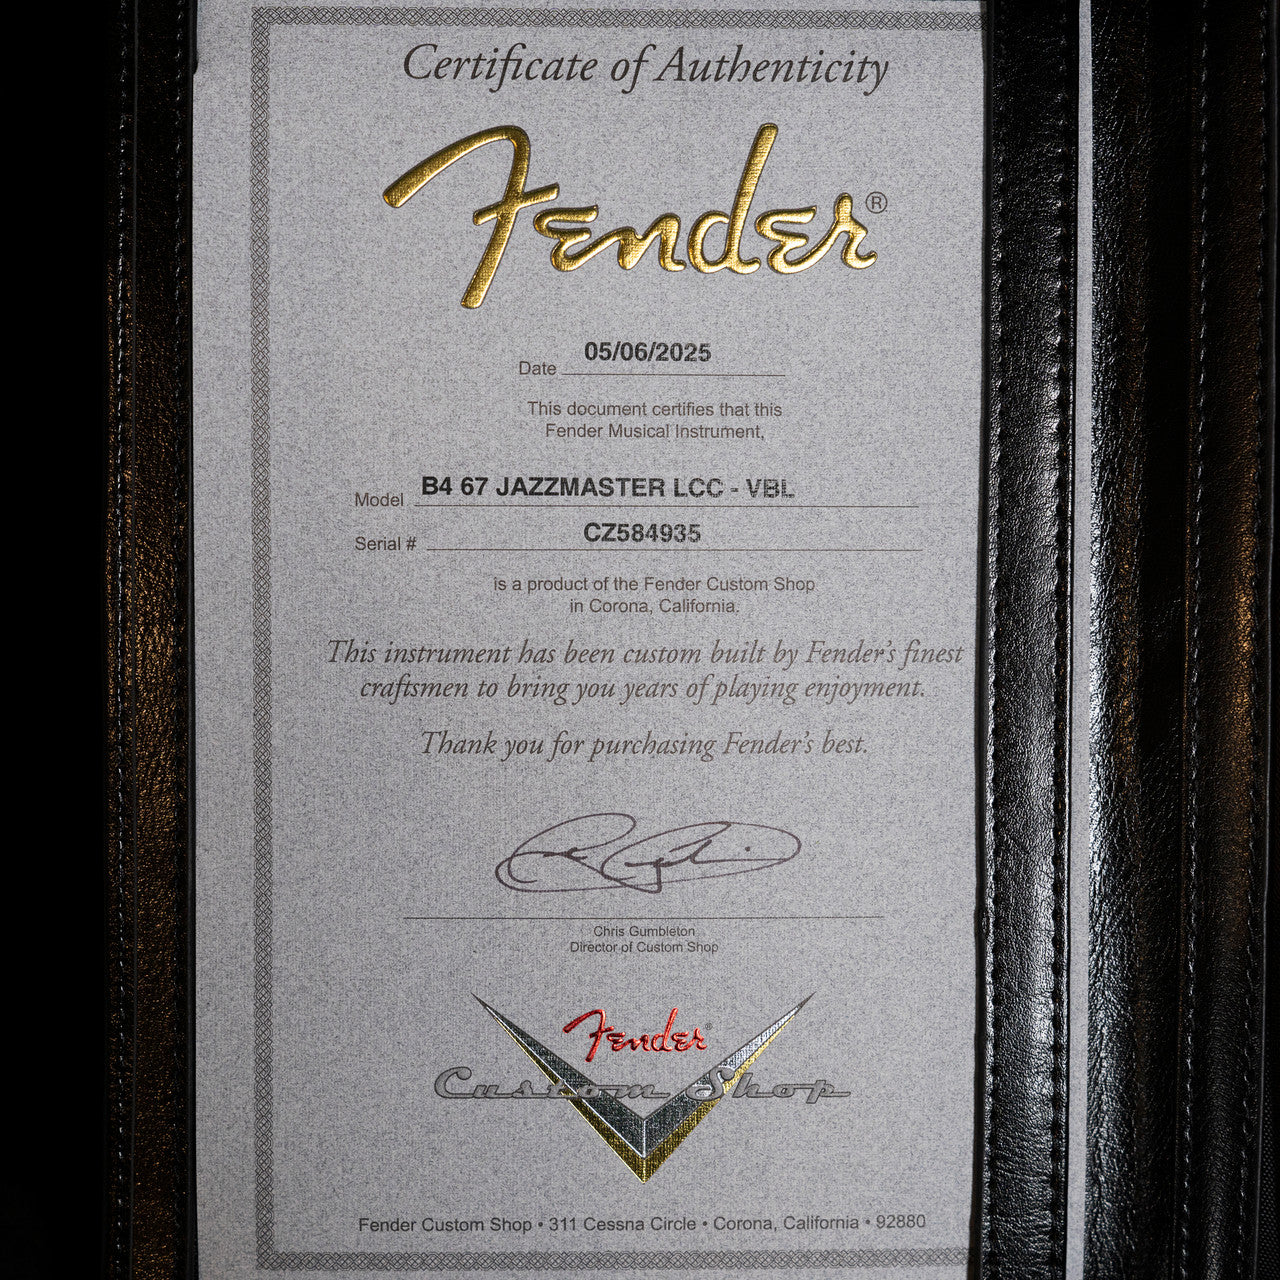 Certificate of Authenticity
Fender®
Date 05/06/2025
This document certifies that this
Fender Musical Instrument,
Model B4 67 JAZZMASTER LCC - VBL
Serial # CZ584935
is a product of the Fender Custom Shop
in Corona, California.
This instrument has been custom built by Fender's finest
craftsmen to bring you years of playing enjoyment.
Thank you for purchasing Fender's best.
Chris Gumbleton
Director of Custom Shop
Fender®
Custom Shop
Fender Custom Shop • 311 Cessna Circle • Corona, California • 92880